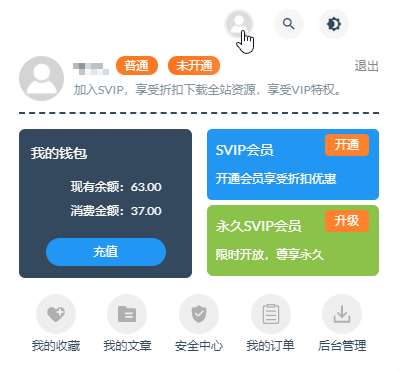 普通 未开通 退出
加入SVIP，享受折扣下载全站资源，享受VIP特权。
我的钱包
现有余额：63.00
消费金额：37.00
充值
SVIP会员 开通
开通会员享受折扣优惠
永久SVIP会员 升级
限时开放，尊享永久
我的收藏 我的文章 安全中心 我的订单 后台管理